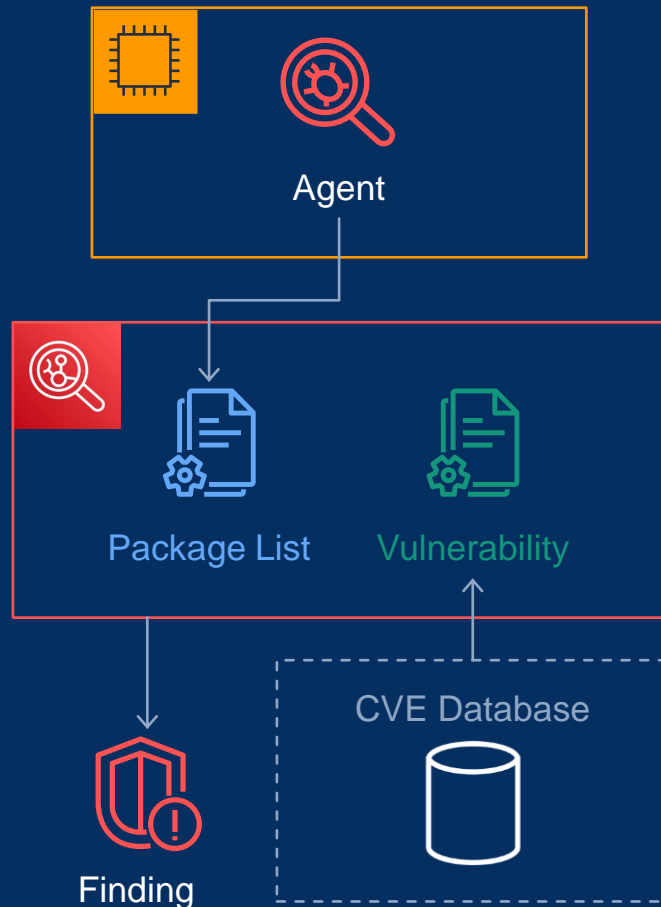 Agent
Package List
Vulnerability
CVE Database
Finding